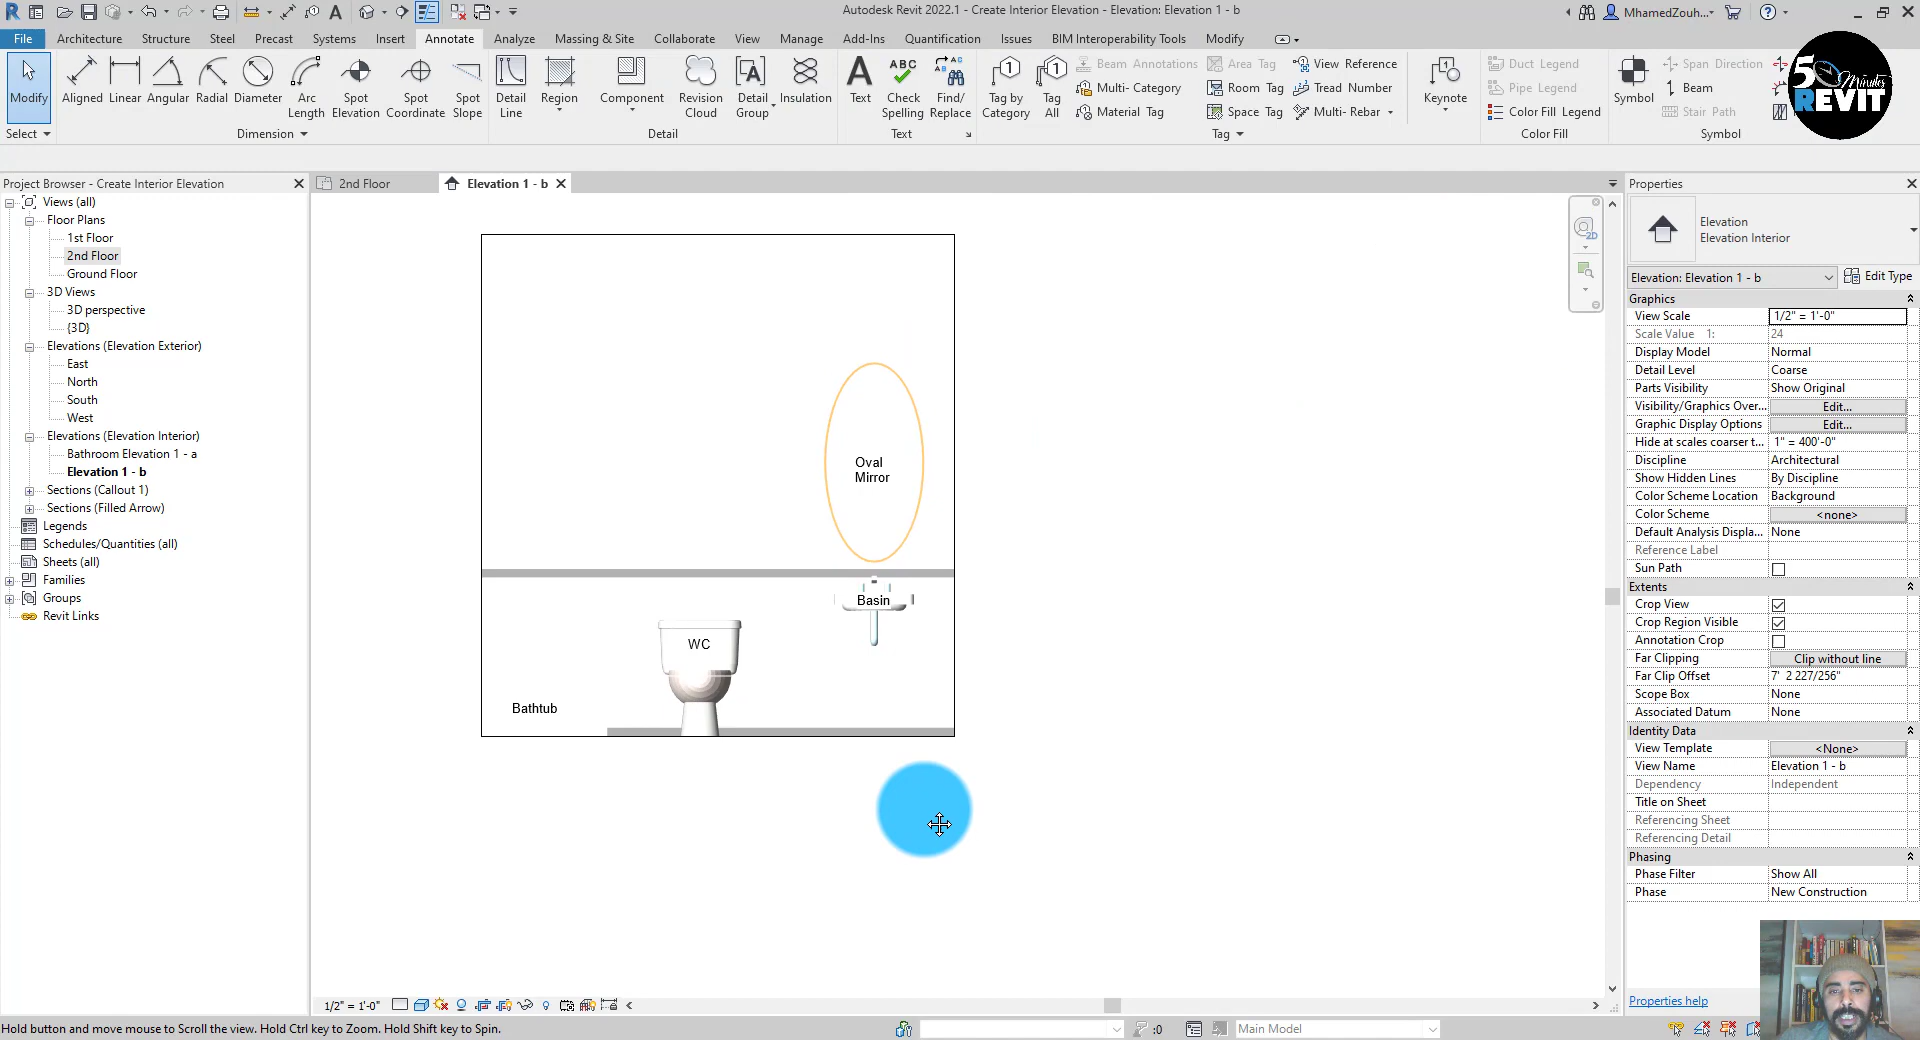 Autodesk Revit 2022.1 - Create Interior Elevation - Elevation: Elevation 1 - b
MhamedZouh...
File Architecture Structure Steel Precast Systems Insert Annotate Analyze Massing & Site Collaborate View Manage Add-Ins Quantification Issues BIM Interoperability Tools Modify
Modify
Aligned
Linear
Angular
Radial
Diameter
Arc Length
Spot Elevation
Spot Coordinate
Spot Slope
Detail Line
Region
Component
Revision Cloud
Detail Group
Insulation
Text
Check Spelling
Find/ Replace
Tag by Category
Tag All
Beam Annotations
Multi- Category
Material Tag
Area Tag
Room Tag
Space Tag
View Reference
Tread Number
Multi- Rebar
Keynote
Duct Legend
Pipe Legend
Color Fill Legend
Symbol
Span Direction
Beam
Stair Path
5 Minutes
REVIT
Select
Dimension
Detail
Text
Tag
Color Fill
Symbol
Project Browser - Create Interior Elevation
Views (all)
Floor Plans
1st Floor
2nd Floor
Ground Floor
3D Views
3D perspective
{3D}
Elevations (Elevation Exterior)
East
North
South
West
Elevations (Elevation Interior)
Bathroom Elevation 1 - a
Elevation 1 - b
Sections (Callout 1)
Sections (Filled Arrow)
Legends
Schedules/Quantities (all)
Sheets (all)
Families
Groups
Revit Links
2nd Floor
Elevation 1 - b
Oval
Mirror
Basin
WC
Bathtub
2D
Properties
Elevation
Elevation Interior
Elevation: Elevation 1 - b
Edit Type
Graphics
View Scale 1/2" = 1'-0"
Scale Value 1: 24
Display Model Normal
Detail Level Coarse
Parts Visibility Show Original
Visibility/Graphics Over... Edit...
Graphic Display Options Edit...
Hide at scales coarser t... 1" = 400'-0"
Discipline Architectural
Show Hidden Lines By Discipline
Color Scheme Location Background
Color Scheme <none>
Default Analysis Displa... None
Reference Label
Sun Path
Extents
Crop View
Crop Region Visible
Annotation Crop
Far Clipping Clip without line
Far Clip Offset 7' 2 227/256"
Scope Box None
Associated Datum None
Identity Data
View Template <None>
View Name Elevation 1 - b
Dependency Independent
Title on Sheet
Referencing Sheet
Referencing Detail
Phasing
Phase Filter Show All
Phase New Construction
Properties help
1/2" = 1'-0"
Hold button and move mouse to Scroll the view. Hold Ctrl key to Zoom. Hold Shift key to Spin.
:0
Main Model